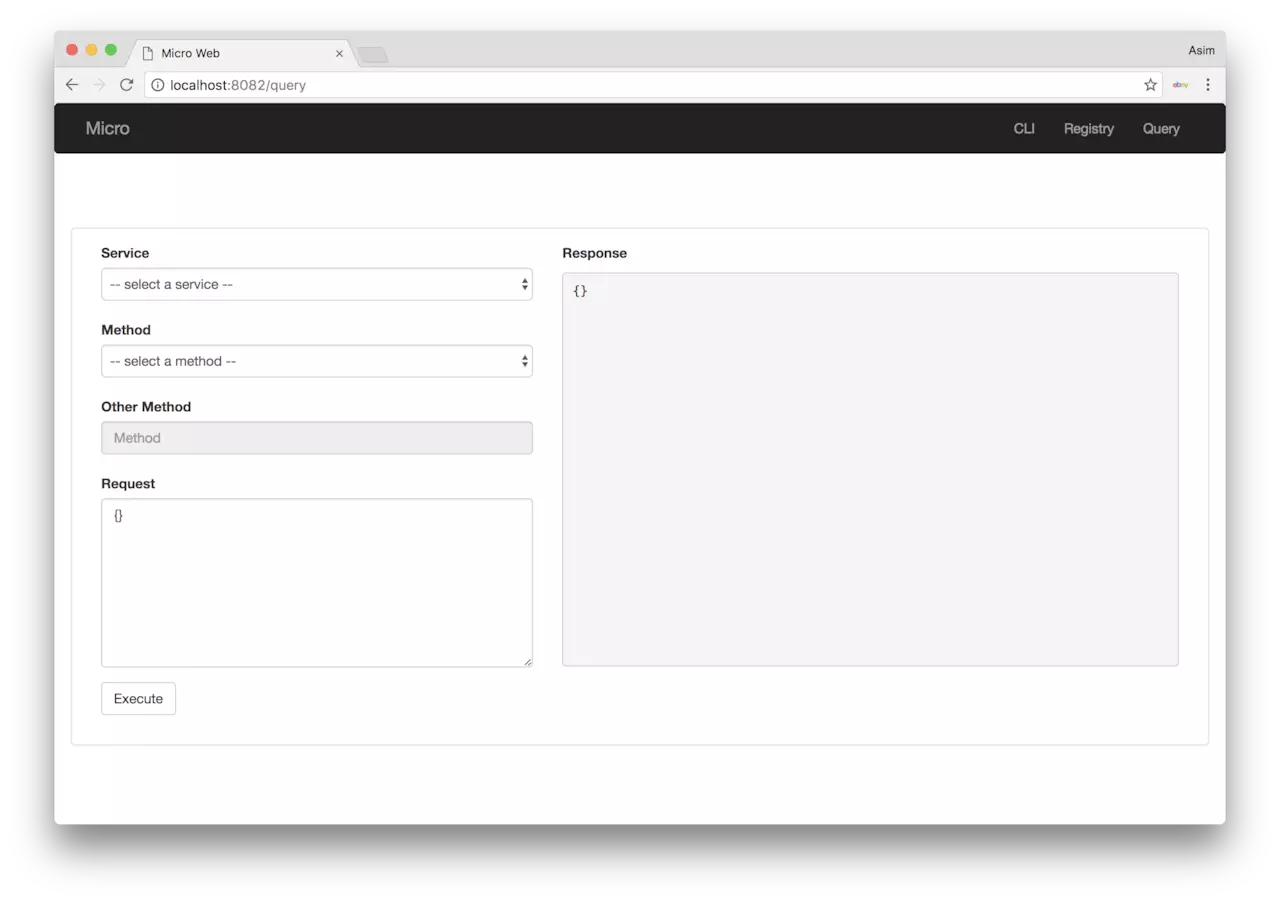 Micro Web
Asim
localhost:8082/query
ebay
Micro
CLI
Registry
Query
Service
-- select a service --
Method
-- select a method --
Other Method
Method
Request
{}
Execute
Response
{}